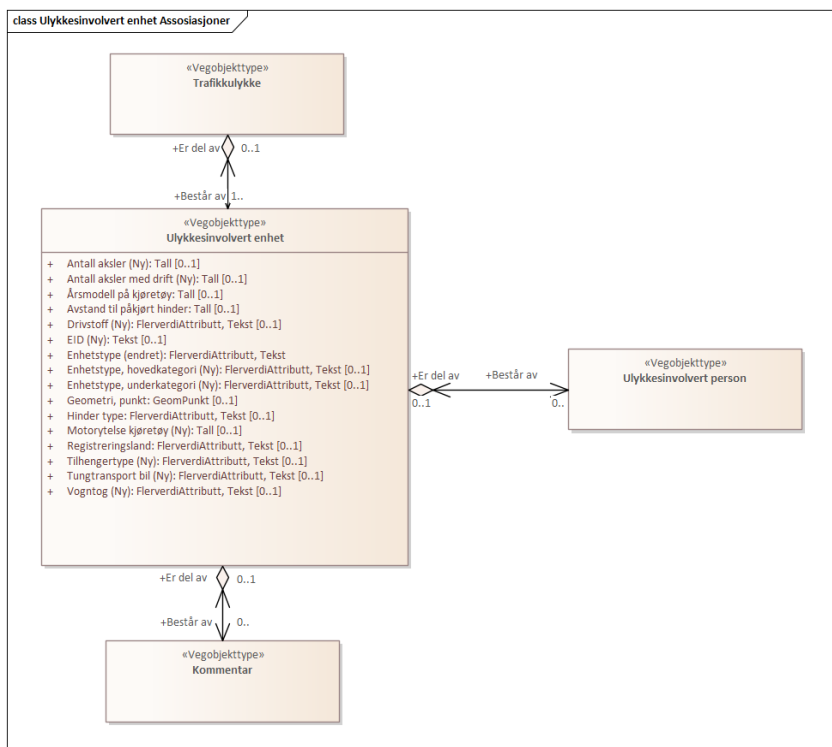 class Ulykkesinvolvert enhet Assosiasjoner
«Vegobjekttype»
Trafikkulykke
+Er del av 0..1
+Består av 1..
«Vegobjekttype»
Ulykkesinvolvert enhet
+ Antall aksler (Ny): Tall [0..1]
+ Antall aksler med drift (Ny): Tall [0..1]
+ Årsmodell på kjøretøy: Tall [0..1]
+ Avstand til påkjørt hinder: Tall [0..1]
+ Drivstoff (Ny): FlerverdiAttributt, Tekst [0..1]
+ EID (Ny): Tekst [0..1]
+ Enhetstype (endret): FlerverdiAttributt, Tekst
+ Enhetstype, hovedkategori (Ny): FlerverdiAttributt, Tekst [0..1]
+ Enhetstype, underkategori (Ny): FlerverdiAttributt, Tekst [0..1]
+ Geometri, punkt: GeomPunkt [0..1]
+ Hinder type: FlerverdiAttributt, Tekst [0..1]
+ Motorytelse kjøretøy (Ny): Tall [0..1]
+ Registreringsland: FlerverdiAttributt, Tekst [0..1]
+ Tilhengertype (Ny): FlerverdiAttributt, Tekst [0..1]
+ Tungtransport bil (Ny): FlerverdiAttributt, Tekst [0..1]
+ Vogntog (Ny): FlerverdiAttributt, Tekst [0..1]
+Er del av +Består av
0..1 0..
«Vegobjekttype»
Ulykkesinvolvert person
+Er del av 0..1
+Består av 0..
«Vegobjekttype»
Kommentar